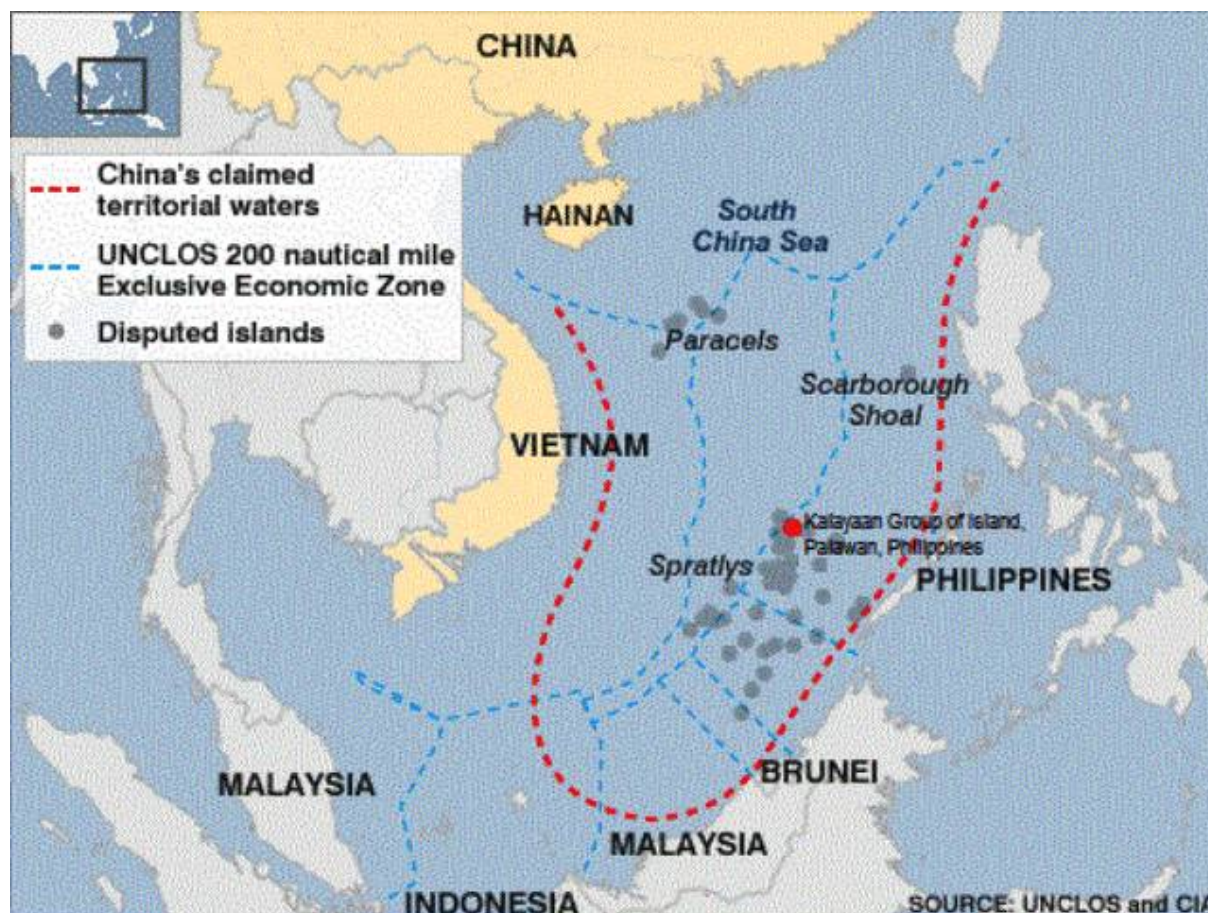 CHINA
China's claimed
territorial waters
UNCLOS 200 nautical mile
Exclusive Economic Zone
Disputed islands
HAINAN
South
China Sea
Paracels
Scarborough
Shoal
VIETNAM
Kalayaan Group of Island,
Palawan, Philippines
Spratlys
PHILIPPINES
MALAYSIA
BRUNEI
MALAYSIA
INDONESIA
SOURCE: UNCLOS and CIA